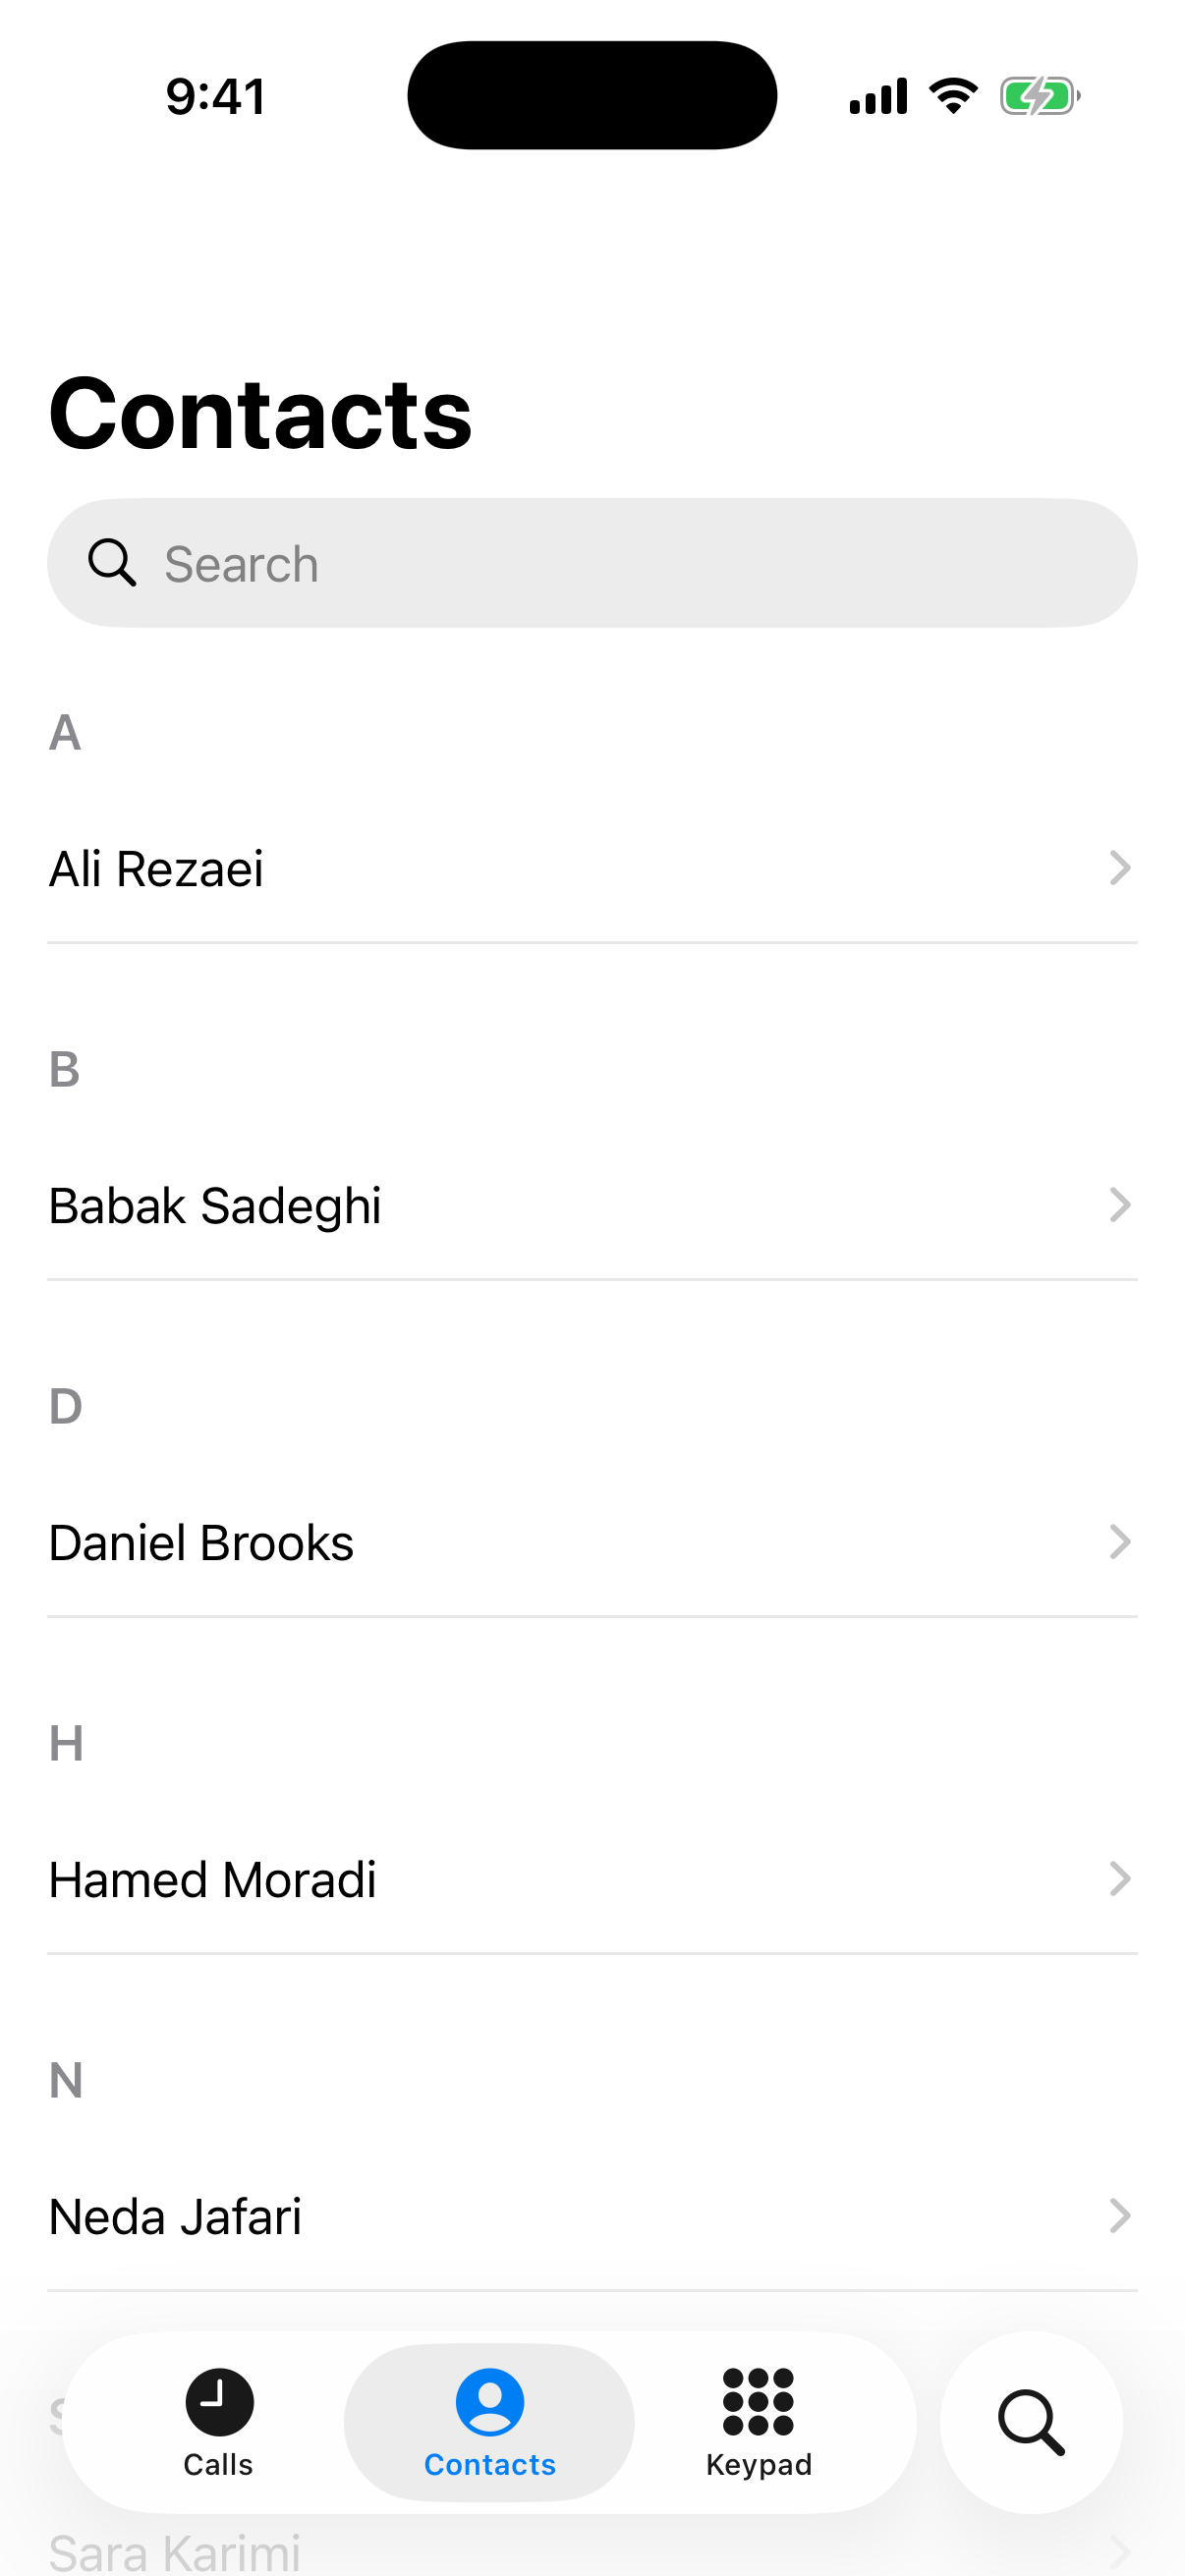 9:41
Contacts
Search
A
Ali Rezaei
B
Babak Sadeghi
D
Daniel Brooks
H
Hamed Moradi
N
Neda Jafari
S
Calls
Contacts
Keypad
Sara Karimi